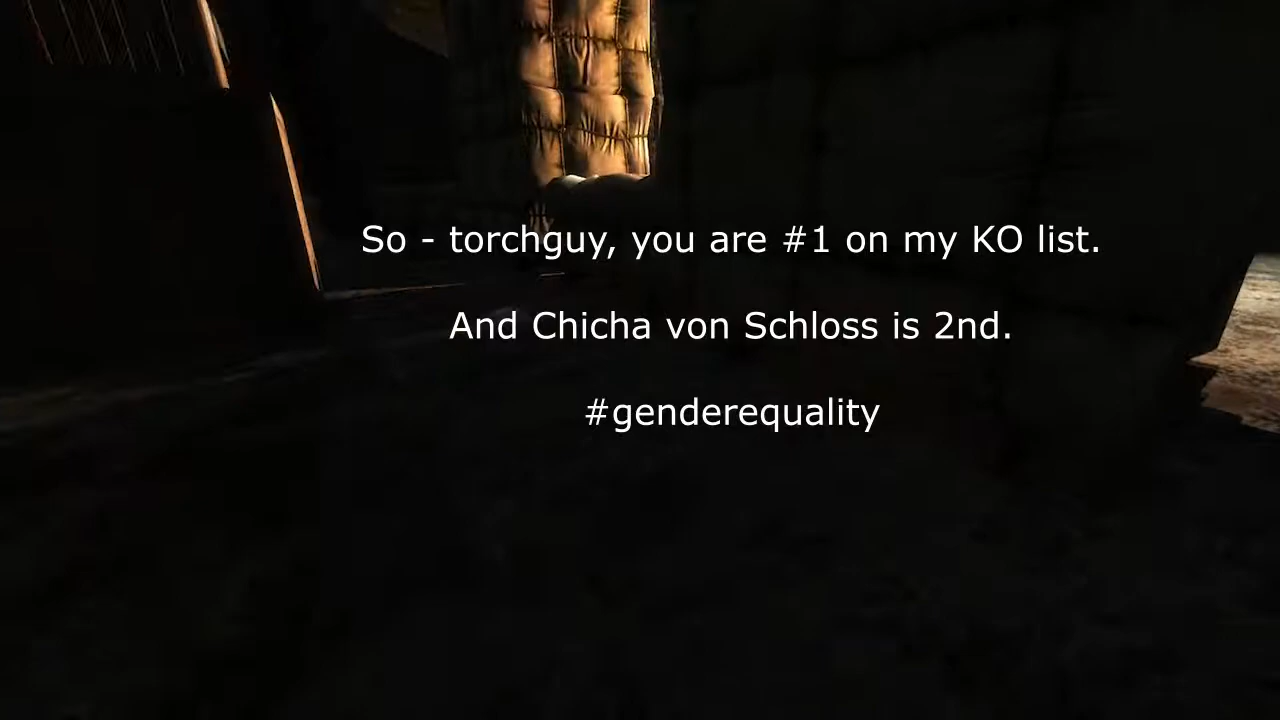 So - torchguy, you are #1 on my KO list.
And Chicha von Schloss is 2nd.
#genderequality